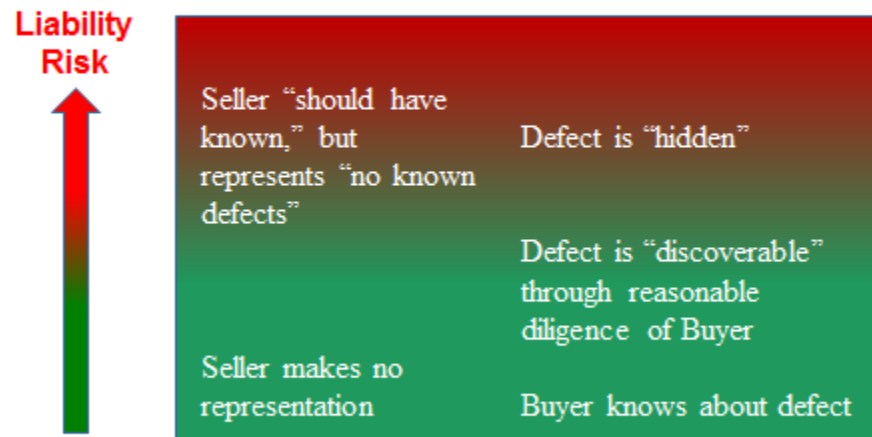 Liability
Risk
Seller “should have
known,” but
represents “no known
defects”
Defect is “hidden”
Defect is “discoverable”
through reasonable
diligence of Buyer
Seller makes no
representation
Buyer knows about defect